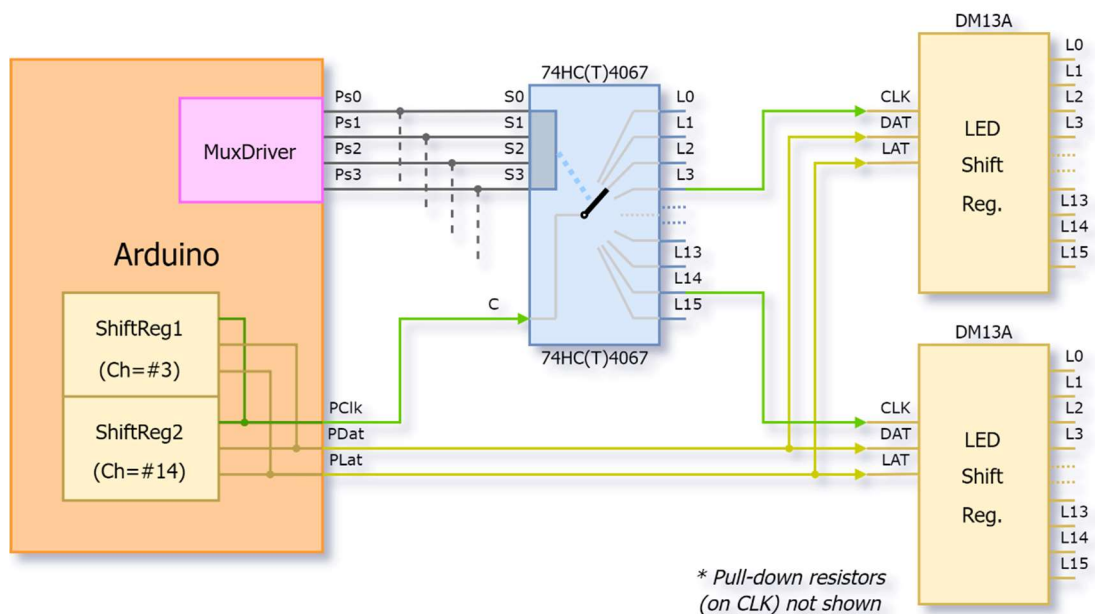 DM13A
L0
L1
CLK
L2
DAT
L3
LAT
LED
Shift
Reg.
L13
L14
L15
74HC(T)4067
Ps0
S0
L0
Ps1
S1
L1
Ps2
S2
L2
Ps3
S3
L3
MuxDriver
L13
L14
L15
C
74HC(T)4067
Arduino
ShiftReg1
(Ch=#3)
ShiftReg2
(Ch=#14)
PClk
PDat
PLat
DM13A
L0
L1
CLK
L2
DAT
L3
LAT
LED
Shift
Reg.
L13
L14
L15
* Pull-down resistors
(on CLK) not shown